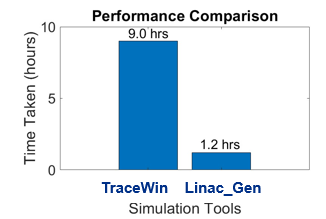 Performance Comparison
10
9.0 hrs
Time Taken (hours)
5
1.2 hrs
0
TraceWin Linac_Gen
Simulation Tools